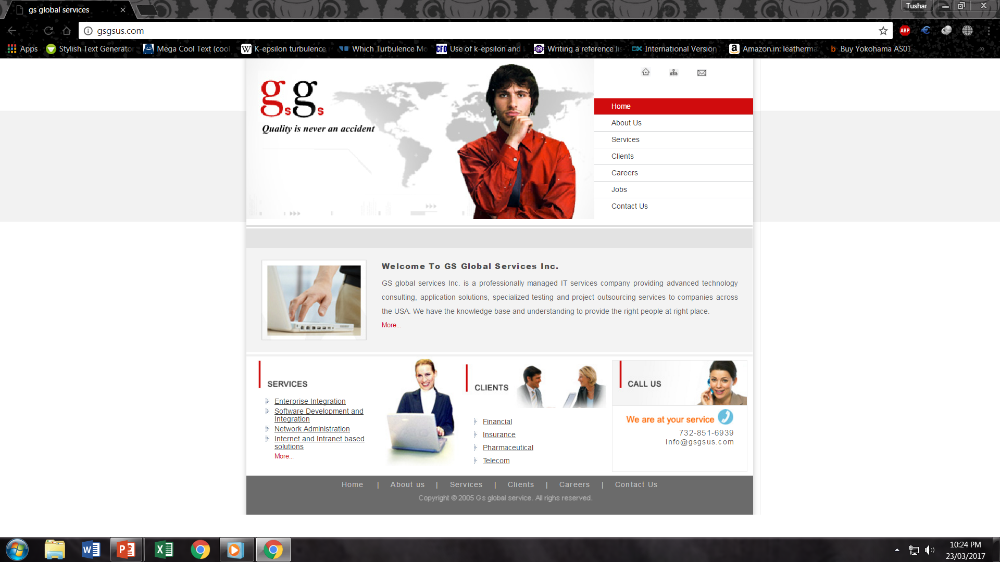 gs global services
Tushar
gsgsus.com
ABP
Apps
Stylish Text Generator
Mega Cool Text (cool
W K-epsilon turbulence
Which Turbulence Mo
CFD Use of k-epsilon and
Writing a reference lis
DX International Version
a Amazon.in: leatherma
b Buy Yokohama AS01
»
gsgs
Quality is never an accident
Home
About Us
Services
Clients
Careers
Jobs
Contact Us
Welcome To GS Global Services Inc.
GS global services Inc. is a professionally managed IT services company providing advanced technology
consulting, application solutions, specialized testing and project outsourcing services to companies across
the USA. We have the knowledge base and understanding to provide the right people at right place.
More...
SERVICES
Enterprise Integration
Software Development and
Integration
Network Administration
Internet and Intranet based
solutions
More...
CLIENTS
Financial
Insurance
Pharmaceutical
Telecom
CALL US
We are at your service
732-851-6939
info@gsgsus.com
Home | About us | Services | Clients | Careers | Contact Us
Copyright © 2005 Gs global service. All righs reserved.
10:24 PM
23/03/2017